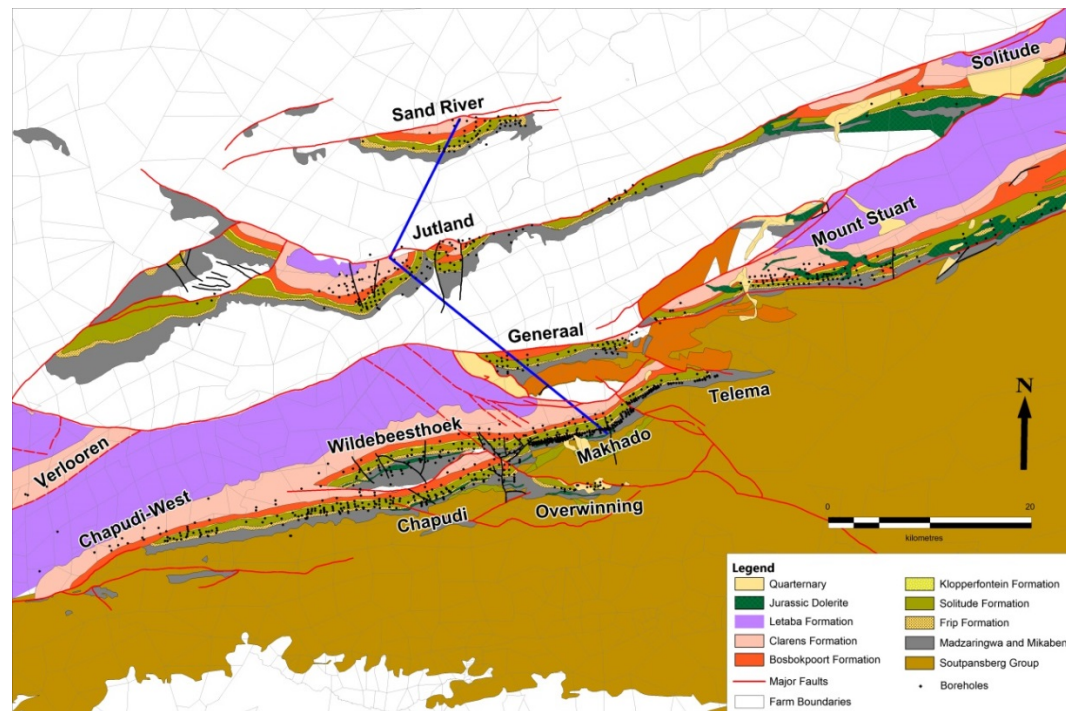 Solitude
Sand River
Jutland
Mount Stuart
Generaal
Telema
Wildebeesthoek
Makhado
Verlooren
Chapudi-West
Chapudi
Overwinning
N
0 20
kilometres
Legend
Quarternary
Jurassic Dolerite
Letaba Formation
Clarens Formation
Bosbokpoort Formation
Major Faults
Farm Boundaries
Klopperfontein Formation
Solitude Formation
Frip Formation
Madzaringwa and Mikaben
Soutpansberg Group
Boreholes